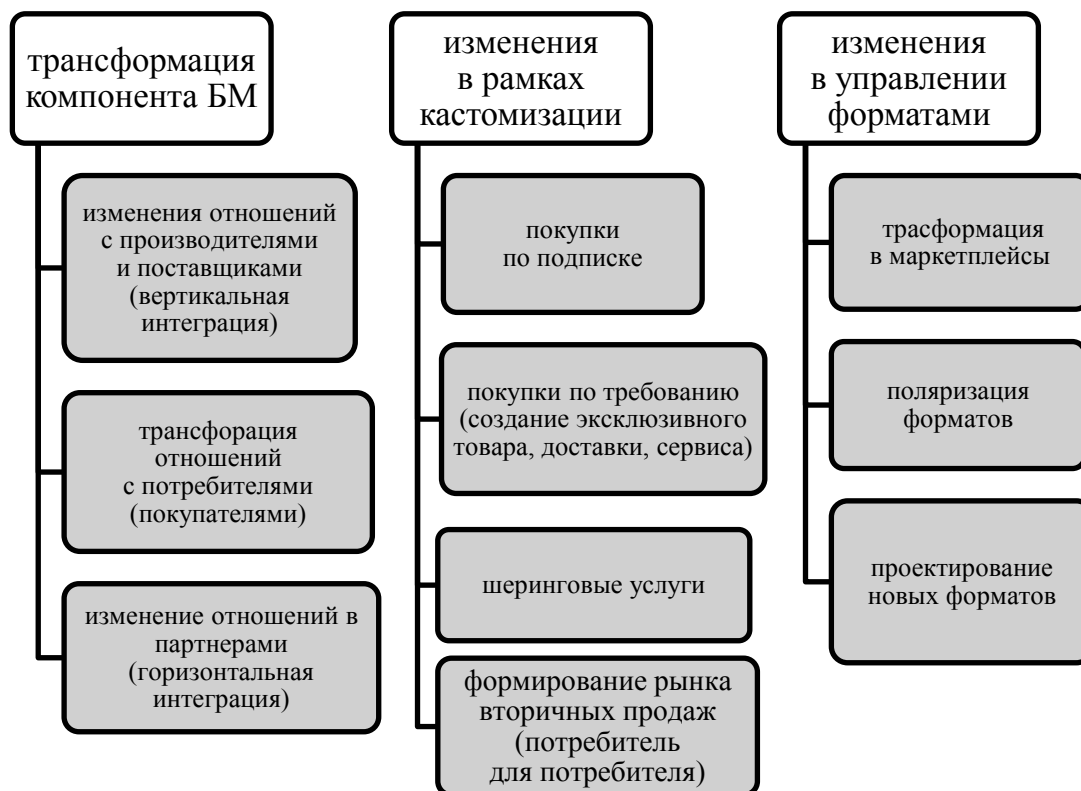 трансформация
компонента БМ
изменения отношений
с производителями
и поставщиками
(вертикальная
интеграция)
трансфорация
отношений
с потребителями
(покупателями)
изменение отношений в
партнерами
(горизонтальная
интеграция)
изменения
в рамках
кастомизации
покупки
по подписке
покупки по требованию
(создание эксклюзивного
товара, доставки, сервиса)
шеринговые услуги
формирование рынка
вторичных продаж
(потребитель
для потребителя)
изменения
в управлении
форматами
трасформация
в маркетплейсы
поляризация
форматов
проектирование
новых форматов